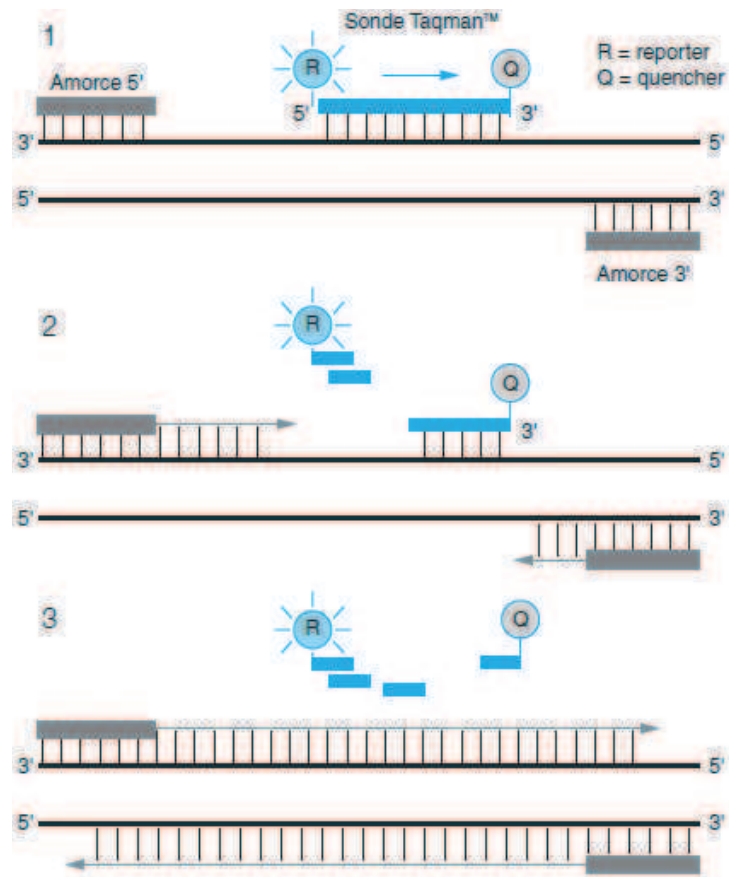 1
Sonde Taqman™
R = reporter
Q = quencher
R
Q
Amorce 5'
5'
3'
3'
5'
5'
3'
Amorce 3'
2
R
Q
3'
3'
5'
5'
3'
3
R
Q
3'
5'
5'
3'